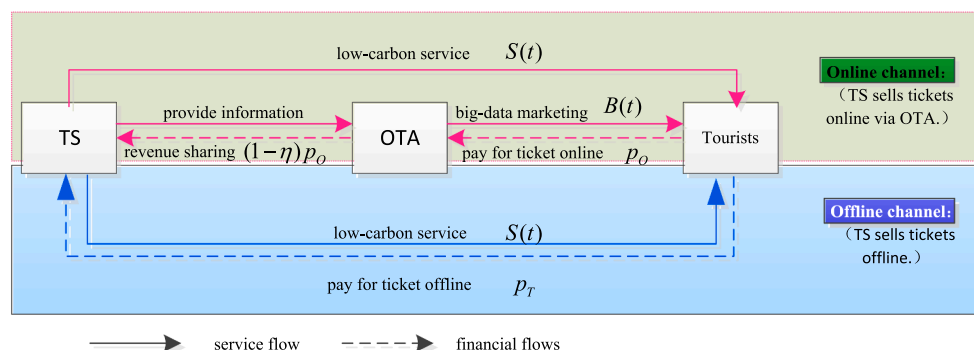 low-carbon service S(t)
Online channel:
(TS sells tickets
online via OTA.)
provide information
big-data marketing B(t)
TS
OTA
Tourists
revenue sharing (1−η)p_O
pay for ticket online p_O
Offline channel:
(TS sells tickets
offline.)
low-carbon service S(t)
pay for ticket offline p_T
service flow
financial flows